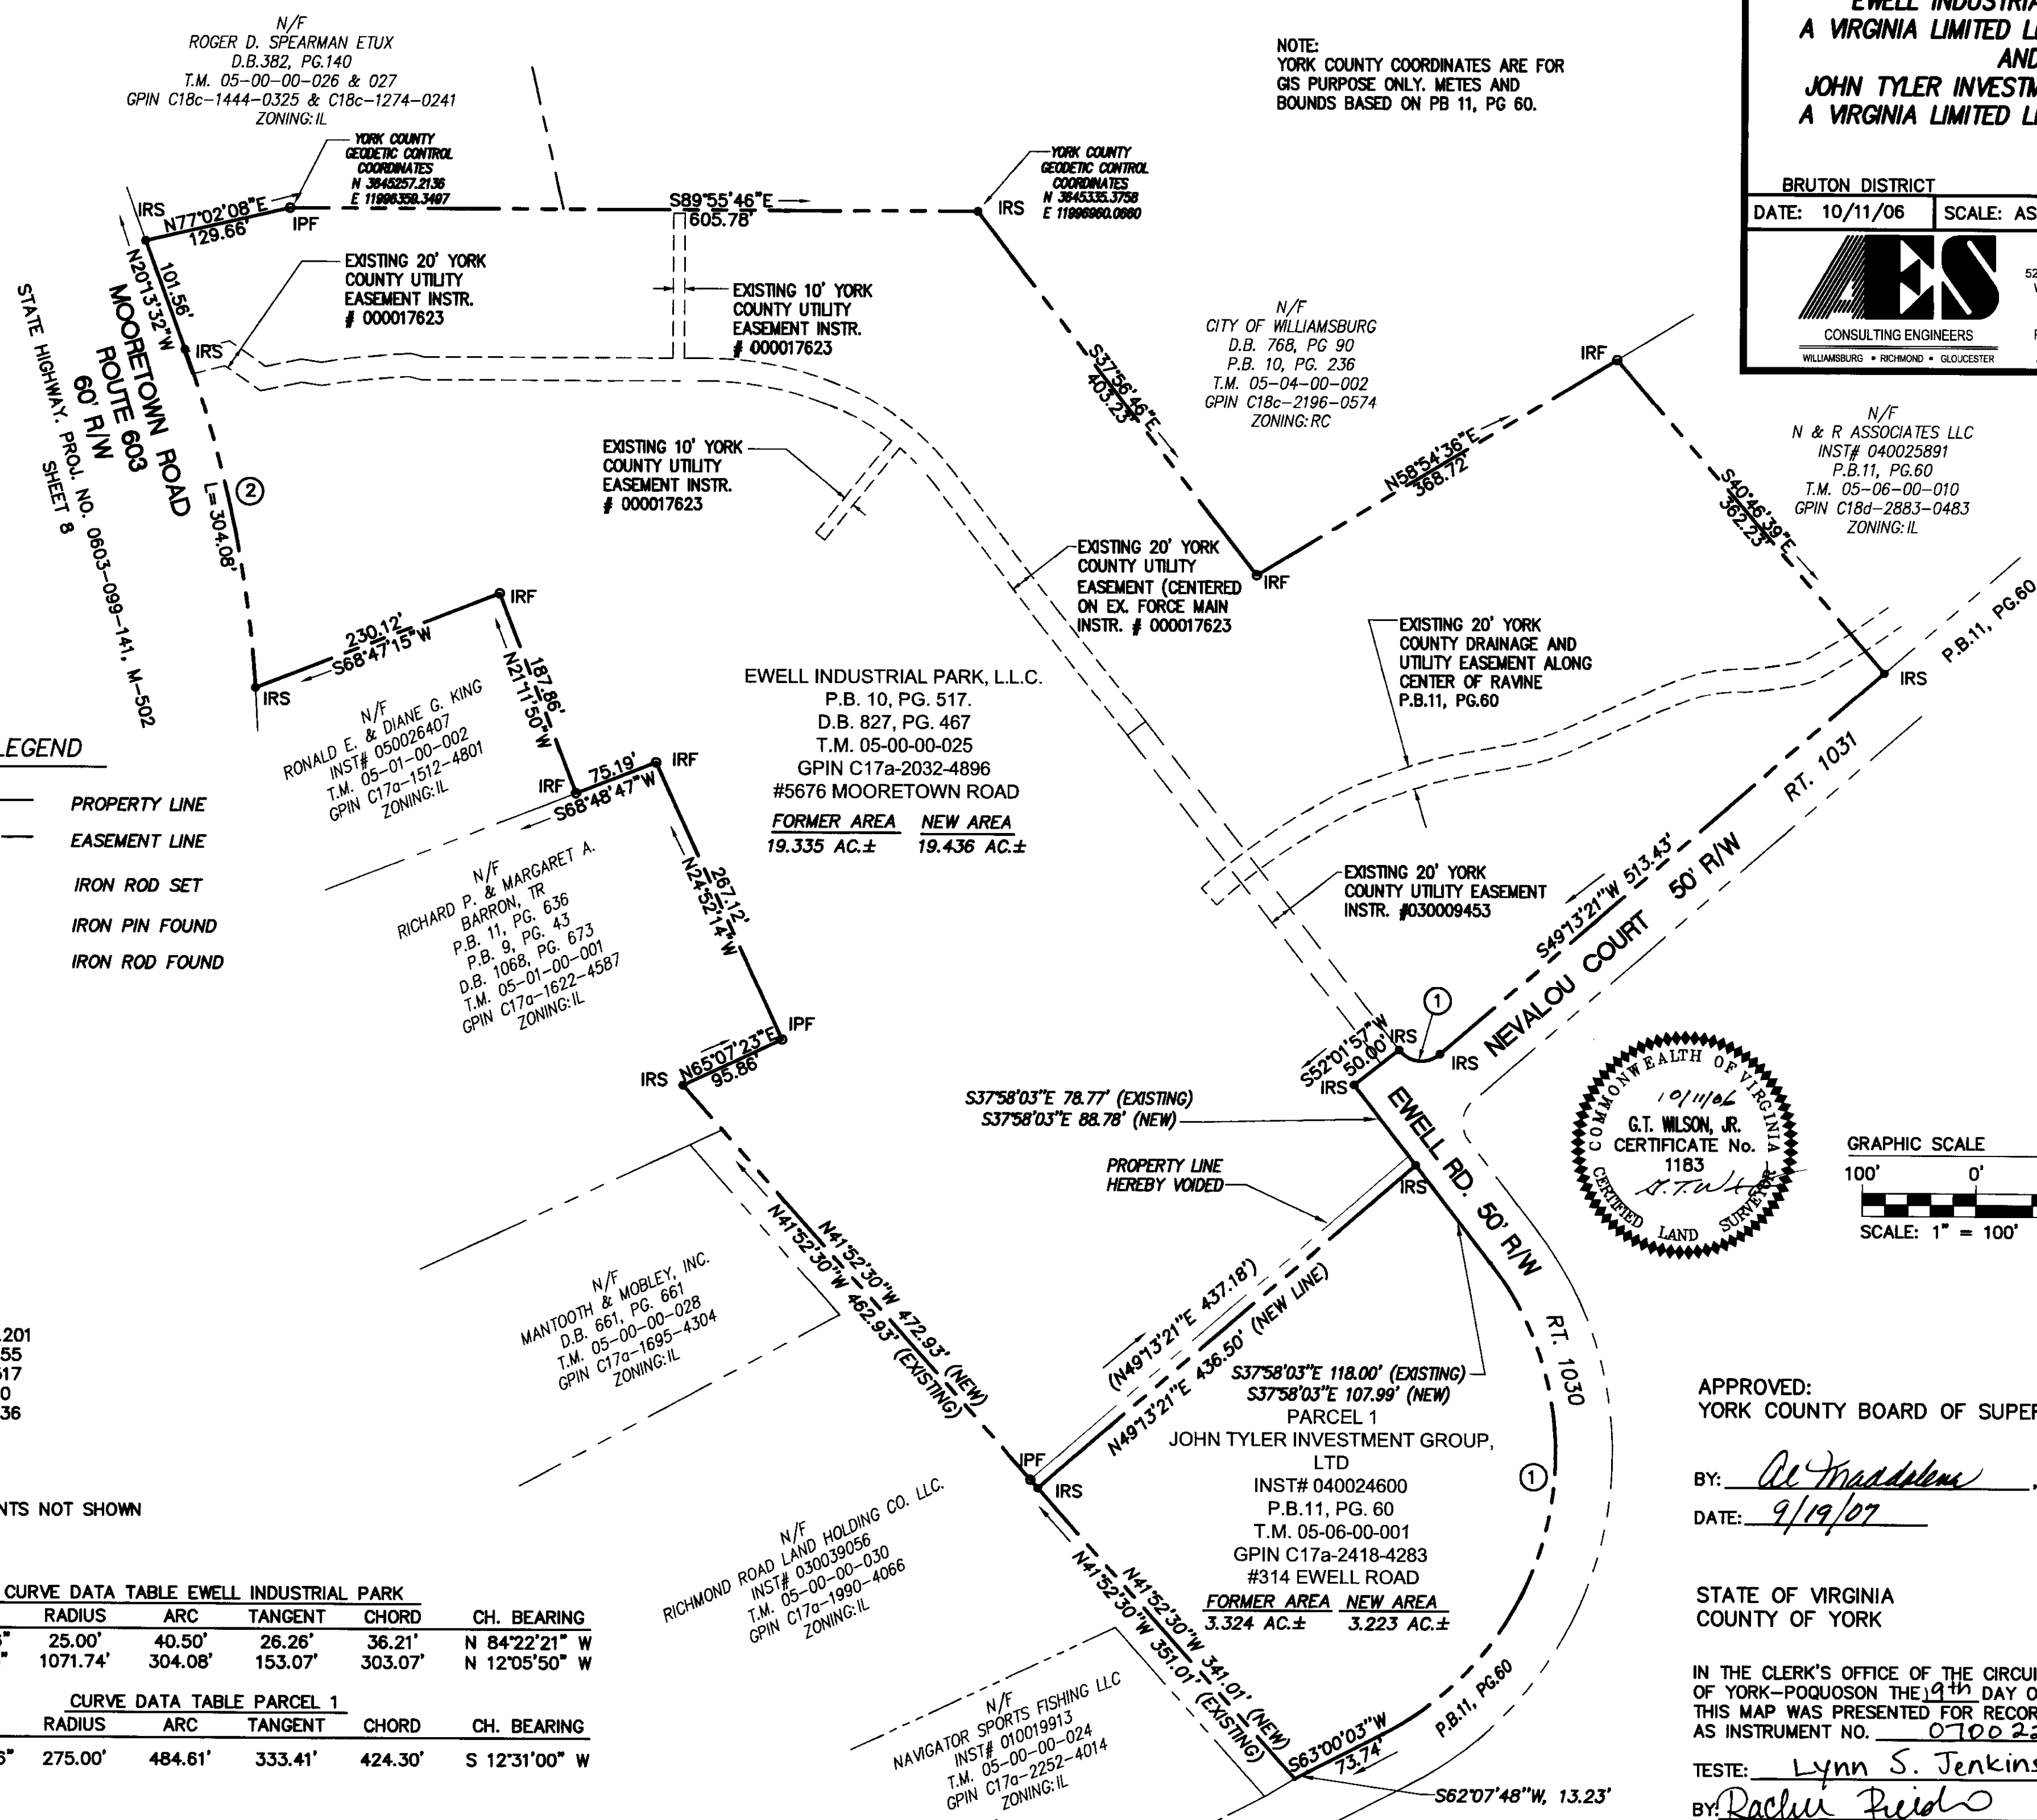 N/F
ROGER D. SPEARMAN ETUX
D.B.382, PG.140
T.M. 05-00-00-026 & 027
GPIN C18c-1444-0325 & C18c-1274-0241
ZONING:IL
YORK COUNTY
GEODETIC CONTROL
COORDINATES
N 3645257.2136
E 11996359.3497
NOTE:
YORK COUNTY COORDINATES ARE FOR
GIS PURPOSE ONLY. METES AND
BOUNDS BASED ON PB 11, PG 60.
EWELL INDUSTRIA
A VIRGINIA LIMITED L
AND
JOHN TYLER INVESTM
A VIRGINIA LIMITED L
BRUTON DISTRICT
DATE: 10/11/06
SCALE: AS
AES
CONSULTING ENGINEERS
WILLIAMSBURG • RICHMOND • GLOUCESTER
YORK COUNTY
GEODETIC CONTROL
COORDINATES
N 3645335.3758
E 11996960.0660
IRS
N77°02'08"E
129.66'
IPF
S89°55'46"E
605.78'
IRS
101.56'
N20°13'32"W
IRS
MOORETOWN ROAD
ROUTE 603
60' R/W
STATE HIGHWAY. PROJ. NO. 0603-099-141, M-502
SHEET 8
EXISTING 20' YORK
COUNTY UTILITY
EASEMENT INSTR.
# 000017623
EXISTING 10' YORK
COUNTY UTILITY
EASEMENT INSTR.
# 000017623
N/F
CITY OF WILLIAMSBURG
D.B. 768, PG 90
P.B. 10, PG. 236
T.M. 05-04-00-002
GPIN C18c-2196-0574
ZONING:RC
S37°56'46"E
403.23'
IRF
N58°54'36"E
368.72'
IRF
S40°46'39"E
362.23'
N/F
N & R ASSOCIATES LLC
INST# 040025891
P.B.11, PG.60
T.M. 05-06-00-010
GPIN C18d-2883-0483
ZONING:IL
EXISTING 10' YORK
COUNTY UTILITY
EASEMENT INSTR.
# 000017623
2
L=304.08'
EXISTING 20' YORK
COUNTY UTILITY
EASEMENT (CENTERED
ON EX. FORCE MAIN
INSTR. # 000017623
EXISTING 20' YORK
COUNTY DRAINAGE AND
UTILITY EASEMENT ALONG
CENTER OF RAVINE
P.B.11, PG.60
P.B.11, PG.60
IRS
230.12'
S68°47'15"W
IRF
IRS
187.86'
N21°11'50"W
N/F
RONALD E. & DIANE G. KING
INST# 050026407
T.M. 05-01-00-002
GPIN C17a-1512-4801
ZONING:IL
EWELL INDUSTRIAL PARK, L.L.C.
P.B. 10, PG. 517.
D.B. 827, PG. 467
T.M. 05-00-00-025
GPIN C17a-2032-4896
#5676 MOORETOWN ROAD
FORMER AREA NEW AREA
19.335 AC.± 19.436 AC.±
LEGEND
PROPERTY LINE
EASEMENT LINE
IRON ROD SET
IRON PIN FOUND
IRON ROD FOUND
IRF
75.19'
S68°48'47"W
IRF
N/F
RICHARD P. & MARGARET A.
BARRON, TR
P.B. 11, PG. 636
P.B. 9, PG. 43
D.B. 1068, PG. 673
T.M. 05-01-00-001
GPIN C17a-1622-4587
ZONING:IL
267.12'
N24°52'14"W
IPF
IRS
N65°07'23"E
95.86'
RT. 1031
S49°13'21"W 513.43'
NEVALOU COURT 50' R/W
EXISTING 20' YORK
COUNTY UTILITY EASEMENT
INSTR. #030009453
1
S52°01'57"W
50.00'
IRS
IRS
IRS
S37°58'03"E 78.77' (EXISTING)
S37°58'03"E 88.78' (NEW)
EWELL RD. 50' R/W
RT. 1030
PROPERTY LINE
HEREBY VOIDED
IRS
COMMONWEALTH OF VIRGINIA
10/11/06
G.T. WILSON, JR.
CERTIFICATE No.
1183
CERTIFIED LAND SURVEYOR
GRAPHIC SCALE
100' 0'
SCALE: 1" = 100'
N41°52'30"W 472.93' (NEW)
N41°52'30"W 462.93' (EXISTING)
N/F
MANTOOTH & MOBLEY, INC.
D.B. 661, PG. 661
T.M. 05-00-00-028
GPIN C17a-1695-4304
ZONING:IL
(N49°13'21"E 437.18')
N49°13'21"E 436.50' (NEW LINE)
S37°58'03"E 118.00' (EXISTING)
S37°58'03"E 107.99' (NEW)
PARCEL 1
JOHN TYLER INVESTMENT GROUP,
LTD
INST# 040024600
P.B.11, PG. 60
T.M. 05-06-00-001
GPIN C17a-2418-4283
#314 EWELL ROAD
FORMER AREA NEW AREA
3.324 AC.± 3.223 AC.±
1
IPF
IRS
N/F
RICHMOND ROAD LAND HOLDING CO. LLC.
INST# 030039056
T.M. 05-00-00-030
GPIN C17a-1990-4066
ZONING:IL
N41°52'30"W 341.01' (NEW)
N41°52'30"W 351.01' (EXISTING)
N/F
NAVIGATOR SPORTS FISHING LLC
INST# 010019913
T.M. 05-00-00-024
GPIN C17a-2252-4014
ZONING:IL
S63°00'03"W
73.74'
P.B.11, PG.60
S62°07'48"W, 13.23'
201
55
517
0
36
NTS NOT SHOWN
CURVE DATA TABLE EWELL INDUSTRIAL PARK
RADIUS ARC TANGENT CHORD CH. BEARING
25.00' 40.50' 26.26' 36.21' N 84°22'21" W
1071.74' 304.08' 153.07' 303.07' N 12°05'50" W
CURVE DATA TABLE PARCEL 1
RADIUS ARC TANGENT CHORD CH. BEARING
275.00' 484.61' 333.41' 424.30' S 12°31'00" W
APPROVED:
YORK COUNTY BOARD OF SUPER
BY: Al Maddalena
DATE: 9/19/07
STATE OF VIRGINIA
COUNTY OF YORK
IN THE CLERK'S OFFICE OF THE CIRCUI
OF YORK-POQUOSON THE 19th DAY O
THIS MAP WAS PRESENTED FOR RECOR
AS INSTRUMENT NO. 070022
TESTE: Lynn S. Jenkins
BY: